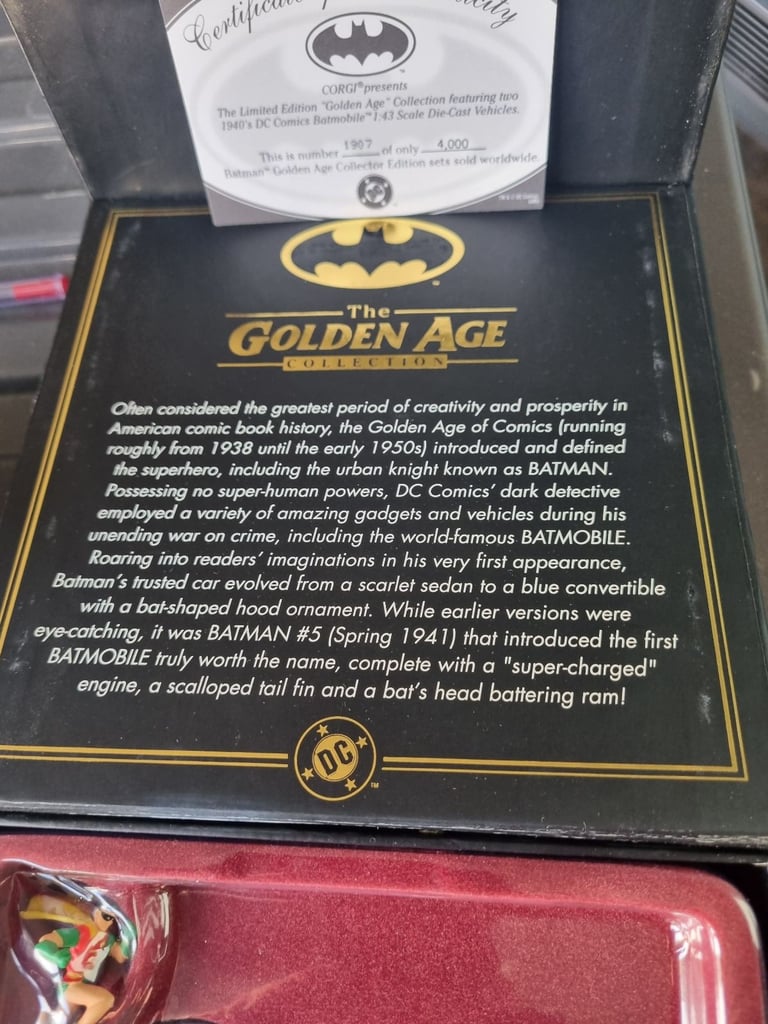 Certificate
CORGI® presents
The Limited Edition "Golden Age" Collection featuring two
1940's DC Comics Batmobile™ 1:43 Scale Die-Cast Vehicles.
This is number 1907 of only 4,000
Batman™ Golden Age Collector Edition sets sold worldwide.
The
GOLDEN AGE
COLLECTION
Often considered the greatest period of creativity and prosperity in
American comic book history, the Golden Age of Comics (running
roughly from 1938 until the early 1950s) introduced and defined
the superhero, including the urban knight known as BATMAN.
Possessing no super-human powers, DC Comics' dark detective
employed a variety of amazing gadgets and vehicles during his
unending war on crime, including the world-famous BATMOBILE.
Roaring into readers' imaginations in his very first appearance,
Batman's trusted car evolved from a scarlet sedan to a blue convertible
with a bat-shaped hood ornament. While earlier versions were
eye-catching, it was BATMAN #5 (Spring 1941) that introduced the first
BATMOBILE truly worth the name, complete with a "super-charged"
engine, a scalloped tail fin and a bat's head battering ram!
DC
TM